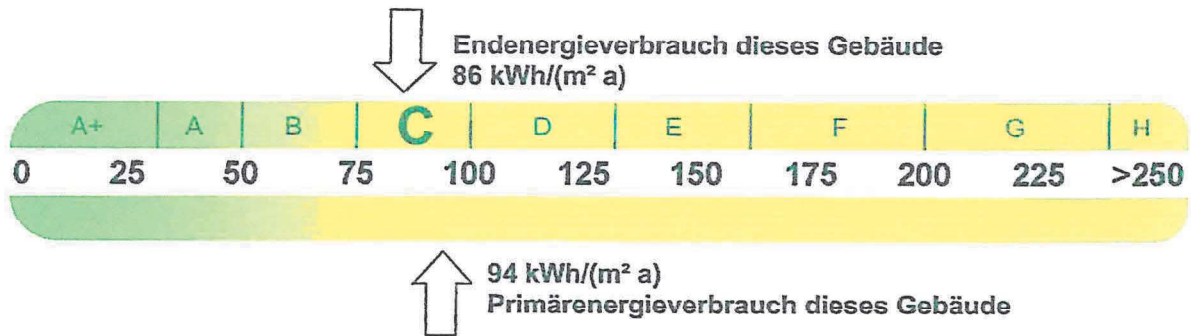 Endenergieverbrauch dieses Gebäude
86 kWh/(m² a)
A+ A B C D E F G H
0 25 50 75 100 125 150 175 200 225 >250
94 kWh/(m² a)
Primärenergieverbrauch dieses Gebäude